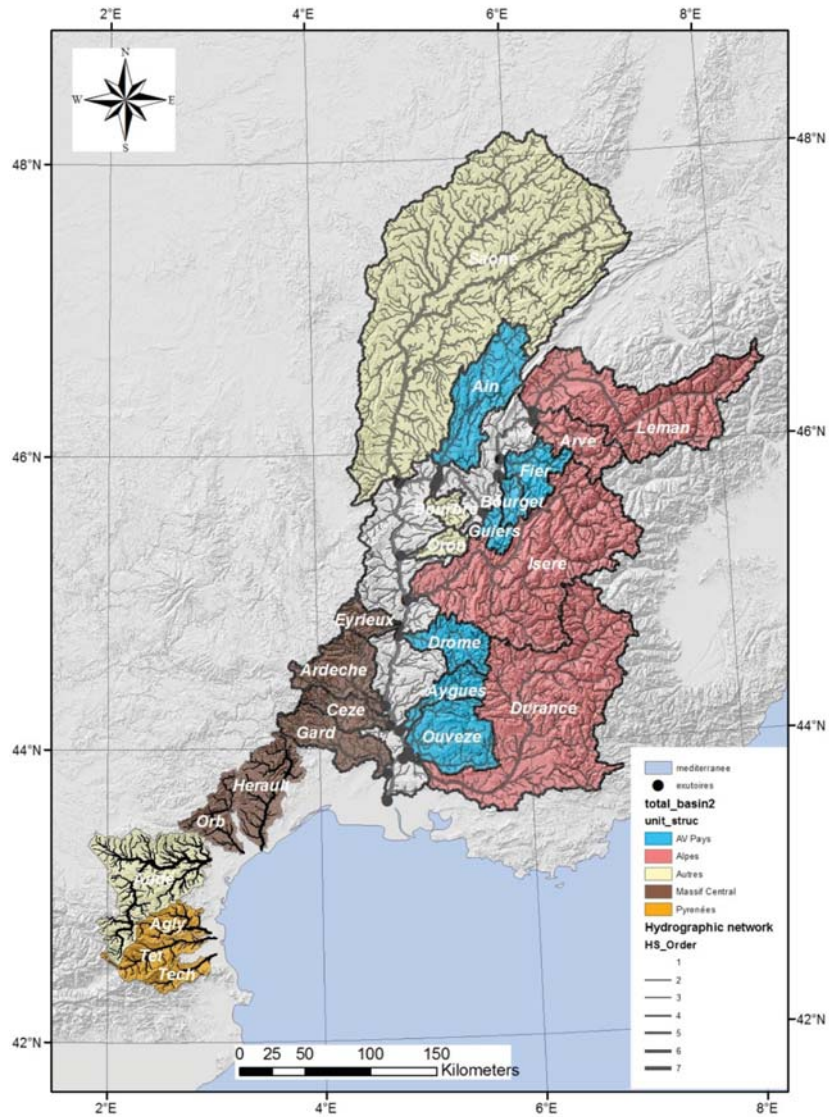 2°E 4°E 6°E 8°E
N
W E
S
48°N 48°N
Saone
Ain
Leman
Arve
46°N 46°N
Fier
Bourget
Bourbre
Guiers
Oron
Isere
Eyrieux
Drome
Ardeche
Aygues
Ceze
Durance
Gard
Ouveze
44°N 44°N
Herault
Orb
Aude
Agly
Tet
Tech
mediterranee
exutoires
total_basin2
unit_struc
AV Pays
Alpes
Autres
Massif Central
Pyrenées
Hydrographic network
HS_Order
1
2
3
4
5
6
7
42°N 42°N
0 25 50 100 150
Kilometers
2°E 4°E 6°E 8°E